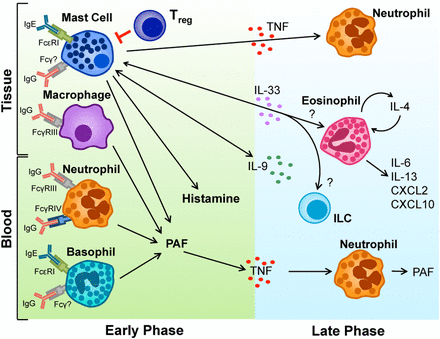 Tissue
Blood
IgE
Mast Cell
FcεRI
Fcγ?
IgG
Treg
TNF
Neutrophil
Macrophage
IgG
FcγRIII
IL-33
?
Eosinophil
IL-4
IL-9
IL-6
IL-13
CXCL2
CXCL10
?
ILC
Histamine
Neutrophil
FcγRIII
FcγRIV
IgG
PAF
Basophil
IgE
FcεRI
IgG
Fcγ?
TNF
Neutrophil
PAF
Early Phase
Late Phase